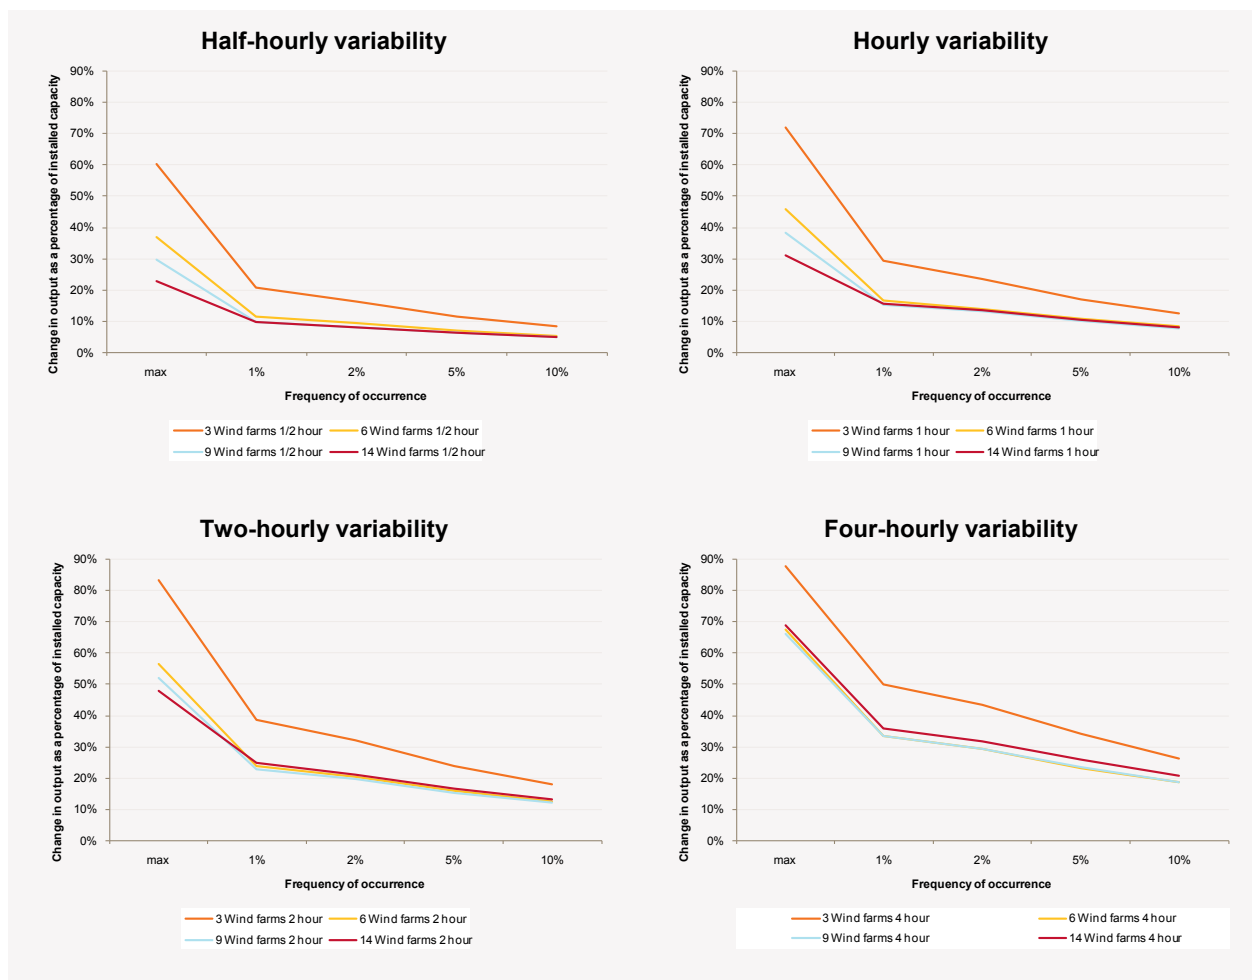 Half-hourly variability
Change in output as a percentage of installed capacity
90%
80%
70%
60%
50%
40%
30%
20%
10%
0%
max 1% 2% 5% 10%
Frequency of occurrence
3 Wind farms 1/2 hour 6 Wind farms 1/2 hour
9 Wind farms 1/2 hour 14 Wind farms 1/2 hour
Hourly variability
Change in output as a percentage of installed capacity
90%
80%
70%
60%
50%
40%
30%
20%
10%
0%
max 1% 2% 5% 10%
Frequency of occurrence
3 Wind farms 1 hour 6 Wind farms 1 hour
9 Wind farms 1 hour 14 Wind farms 1 hour
Two-hourly variability
Change in output as a percentage of installed capacity
90%
80%
70%
60%
50%
40%
30%
20%
10%
0%
max 1% 2% 5% 10%
Frequency of occurrence
3 Wind farms 2 hour 6 Wind farms 2 hour
9 Wind farms 2 hour 14 Wind farms 2 hour
Four-hourly variability
Change in output as a percentage of installed capacity
90%
80%
70%
60%
50%
40%
30%
20%
10%
0%
max 1% 2% 5% 10%
Frequency of occurrence
3 Wind farms 4 hour 6 Wind farms 4 hour
9 Wind farms 4 hour 14 Wind farms 4 hour